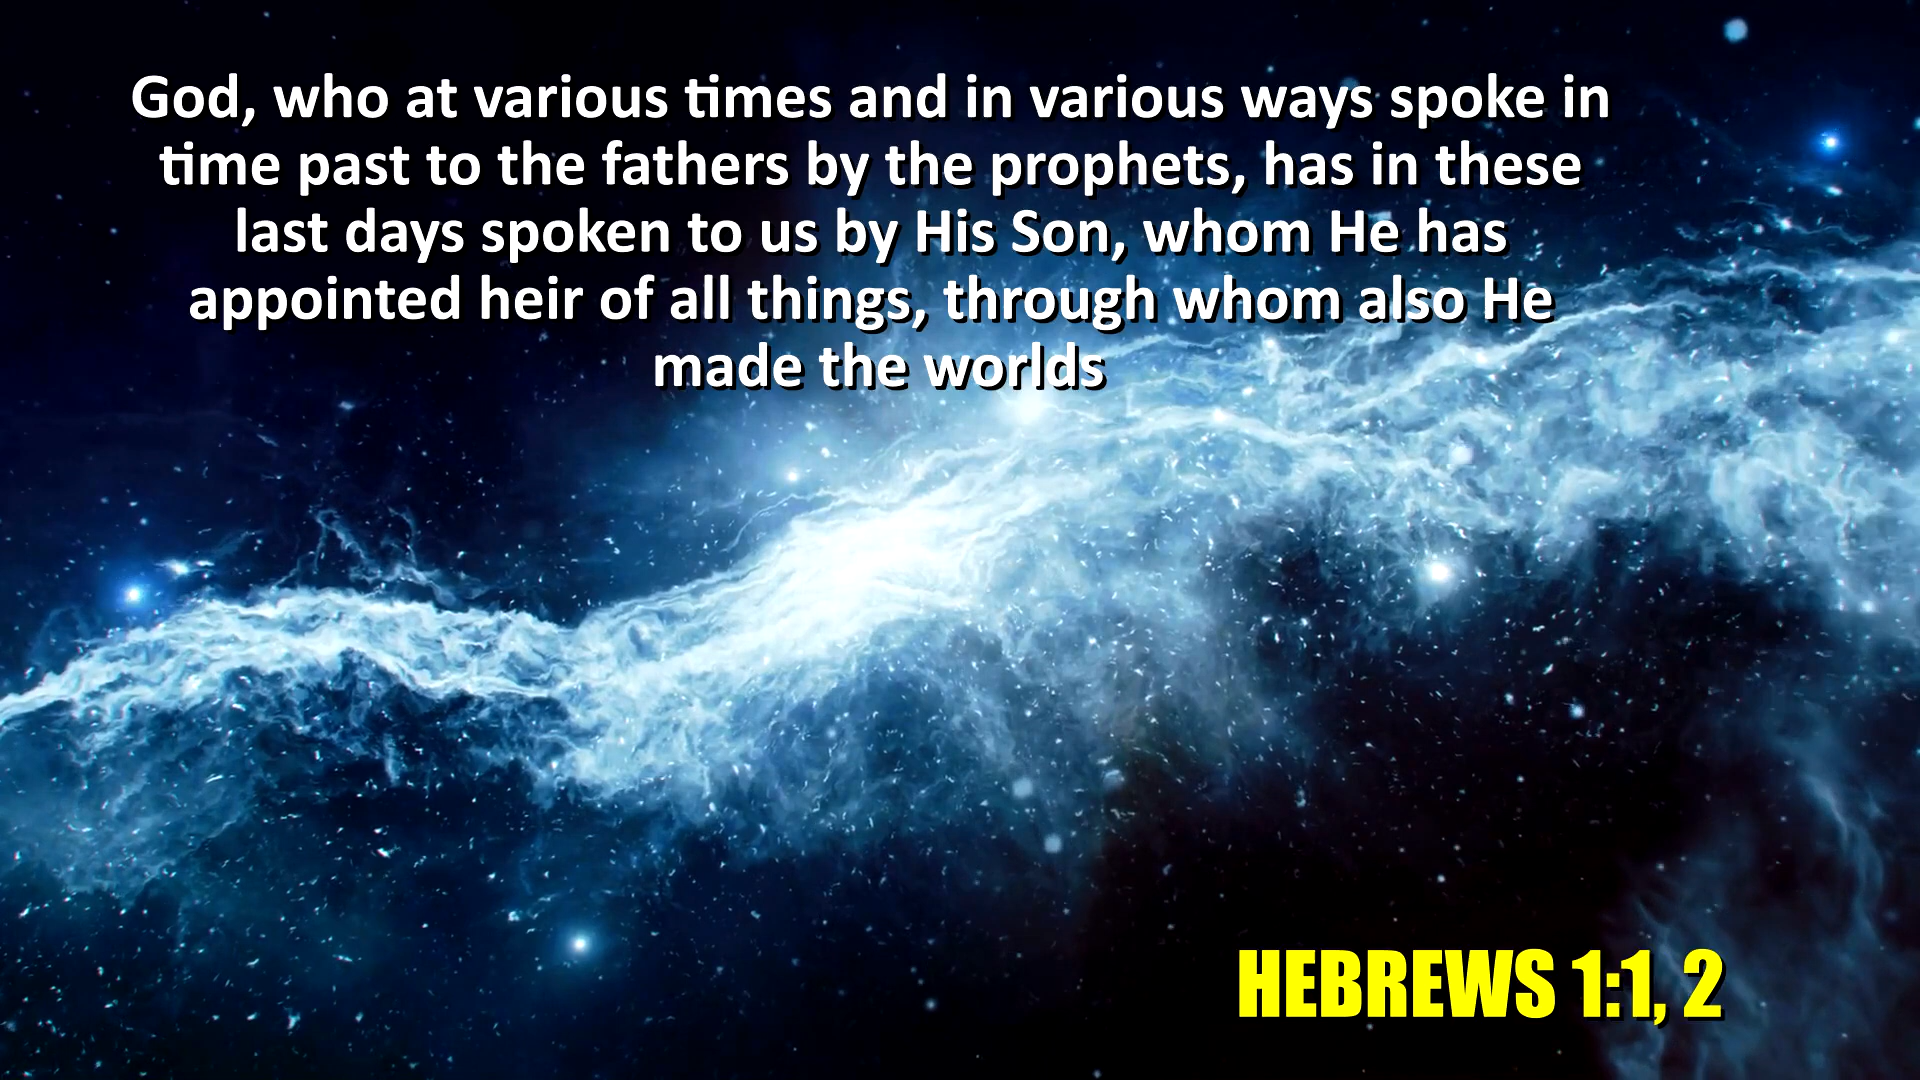 God, who at various times and in various ways spoke in
time past to the fathers by the prophets, has in these
last days spoken to us by His Son, whom He has
appointed heir of all things, through whom also He
made the worlds
HEBREWS 1:1, 2